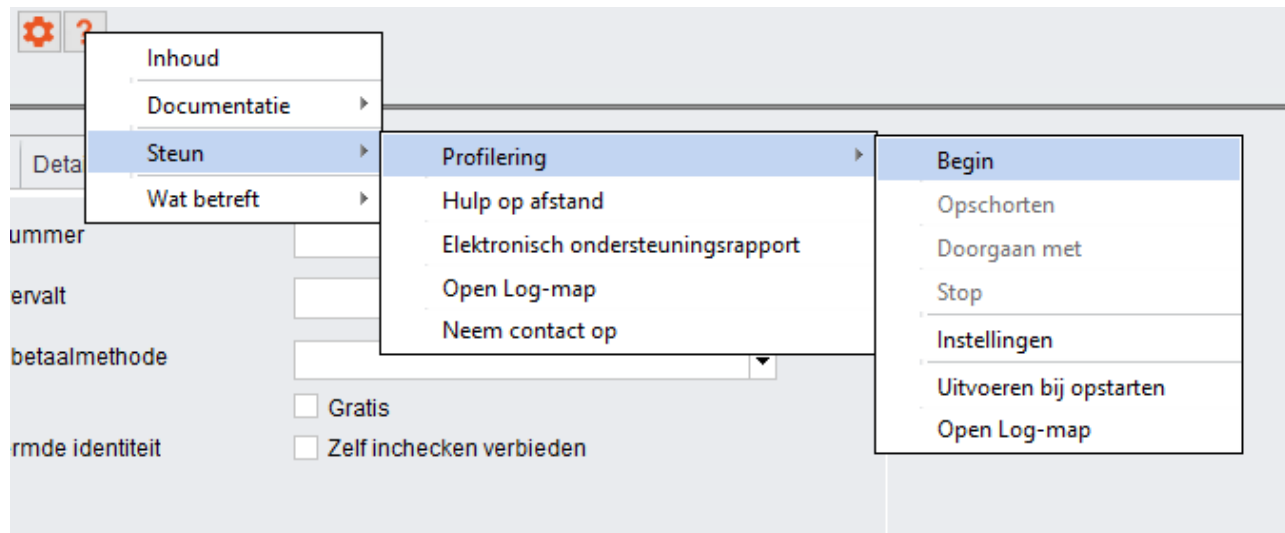 ?
Inhoud
Documentatie
Steun
Wat betreft
Profilering
Hulp op afstand
Elektronisch ondersteuningsrapport
Open Log-map
Neem contact op
Begin
Opschorten
Doorgaan met
Stop
Instellingen
Uitvoeren bij opstarten
Open Log-map
Deta
ummer
ervalt
betaalmethode
Gratis
rmde identiteit
Zelf inchecken verbieden